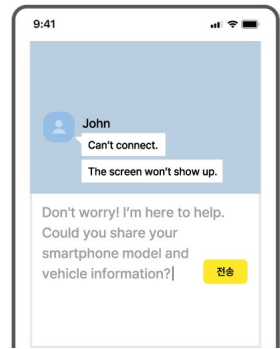 9:41
John
Can't connect.
The screen won't show up.
Don't worry! I'm here to help.
Could you share your
smartphone model and
vehicle information?
전송